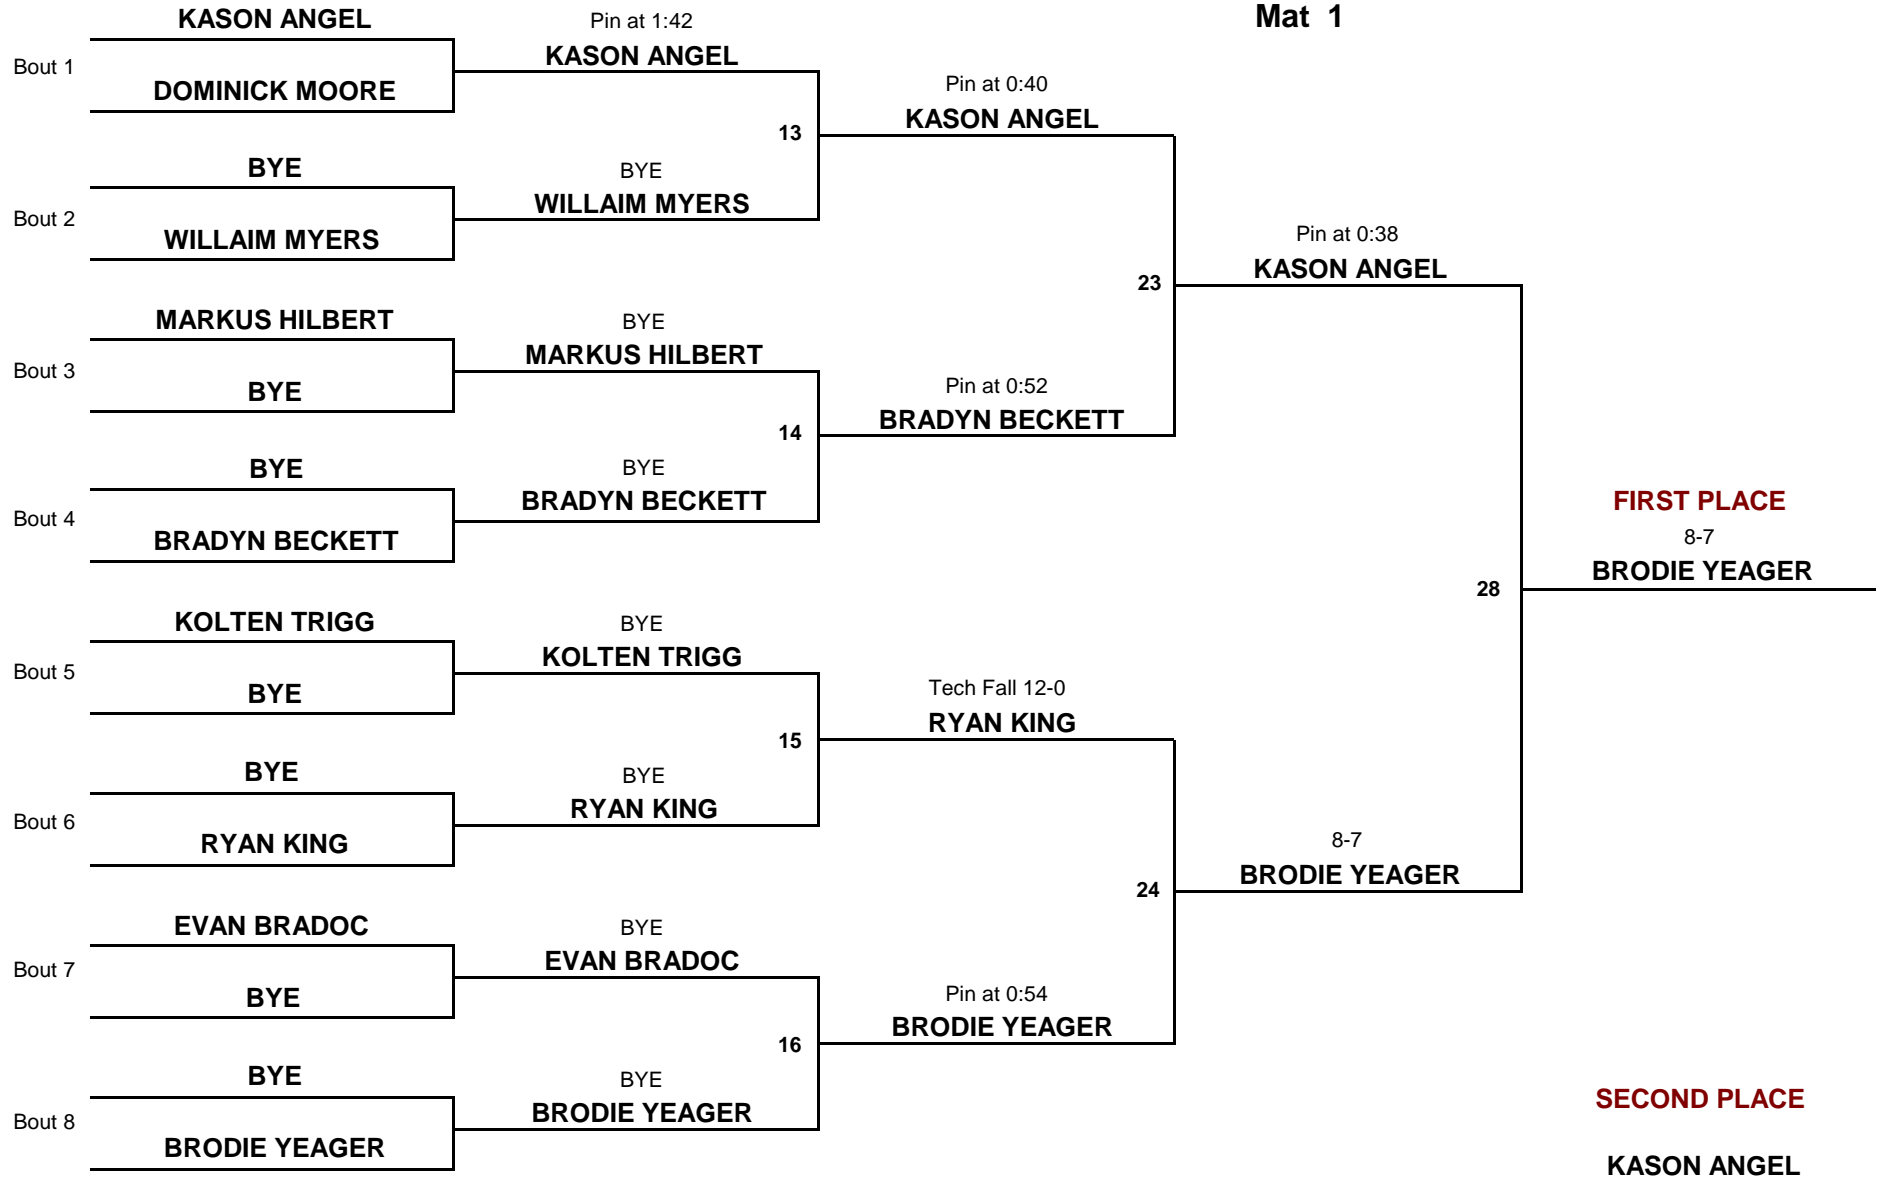 Mat 1
KASON ANGEL
Bout 1
DOMINICK MOORE
BYE
Bout 2
WILLAIM MYERS
MARKUS HILBERT
Bout 3
BYE
BYE
Bout 4
BRADYN BECKETT
KOLTEN TRIGG
Bout 5
BYE
BYE
Bout 6
RYAN KING
EVAN BRADOC
Bout 7
BYE
BYE
Bout 8
BRODIE YEAGER
Pin at 1:42
KASON ANGEL
13
BYE
WILLAIM MYERS
BYE
MARKUS HILBERT
14
BYE
BRADYN BECKETT
BYE
KOLTEN TRIGG
15
BYE
RYAN KING
BYE
EVAN BRADOC
16
BYE
BRODIE YEAGER
Pin at 0:40
KASON ANGEL
23
Pin at 0:52
BRADYN BECKETT
Tech Fall 12-0
RYAN KING
24
Pin at 0:54
BRODIE YEAGER
Pin at 0:38
KASON ANGEL
28
8-7
BRODIE YEAGER
FIRST PLACE
8-7
BRODIE YEAGER
SECOND PLACE
KASON ANGEL